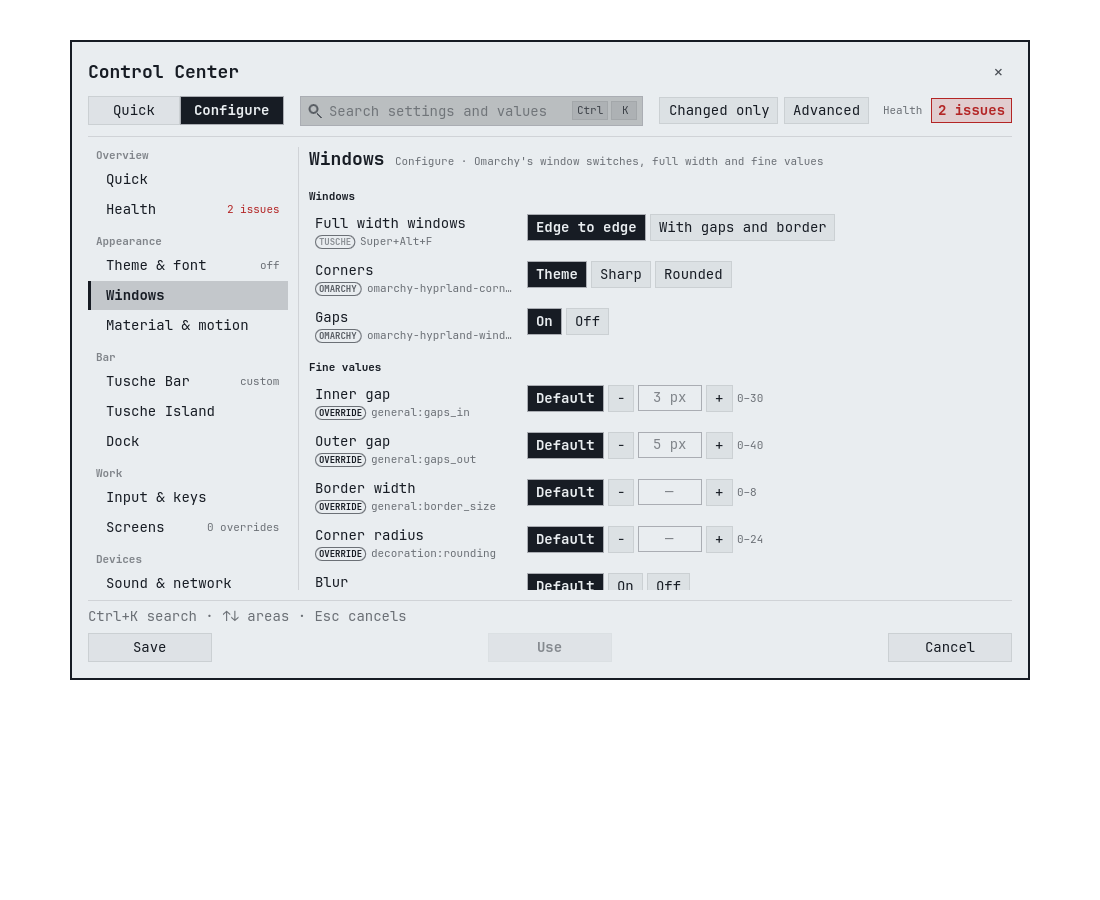 Control Center ×
Quick Configure Search settings and values Ctrl K Changed only Advanced Health 2 issues
Overview
Quick
Health 2 issues
Appearance
Theme & font off
Windows
Material & motion
Bar
Tusche Bar custom
Tusche Island
Dock
Work
Input & keys
Screens 0 overrides
Devices
Sound & network
Windows Configure · Omarchy's window switches, full width and fine values
Windows
Full width windows Edge to edge With gaps and border
TUSCHE Super+Alt+F
Corners Theme Sharp Rounded
OMARCHY omarchy-hyprland-corn…
Gaps On Off
OMARCHY omarchy-hyprland-wind…
Fine values
Inner gap Default - 3 px + 0–30
OVERRIDE general:gaps_in
Outer gap Default - 5 px + 0–40
OVERRIDE general:gaps_out
Border width Default - — + 0–8
OVERRIDE general:border_size
Corner radius Default - — + 0–24
OVERRIDE decoration:rounding
Blur Default On Off
Ctrl+K search · ↑↓ areas · Esc cancels
Save Use Cancel